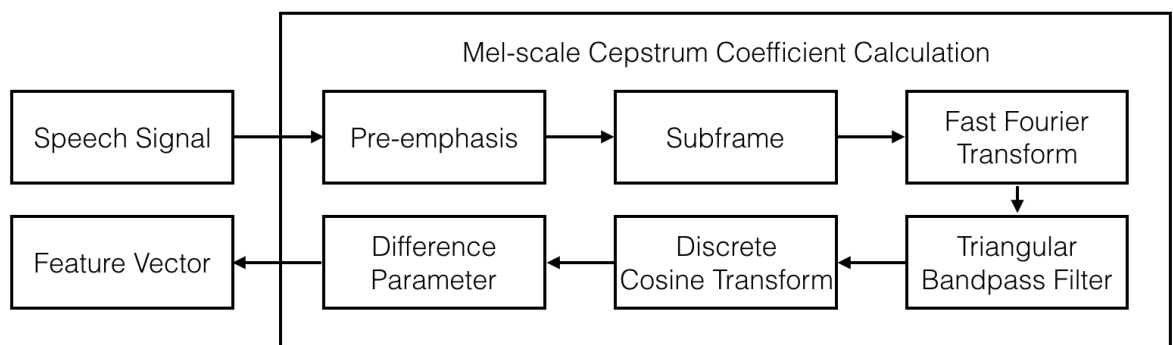 Mel-scale Cepstrum Coefficient Calculation
Speech Signal
Pre-emphasis
Subframe
Fast Fourier
Transform
Triangular
Bandpass Filter
Discrete
Cosine Transform
Difference
Parameter
Feature Vector